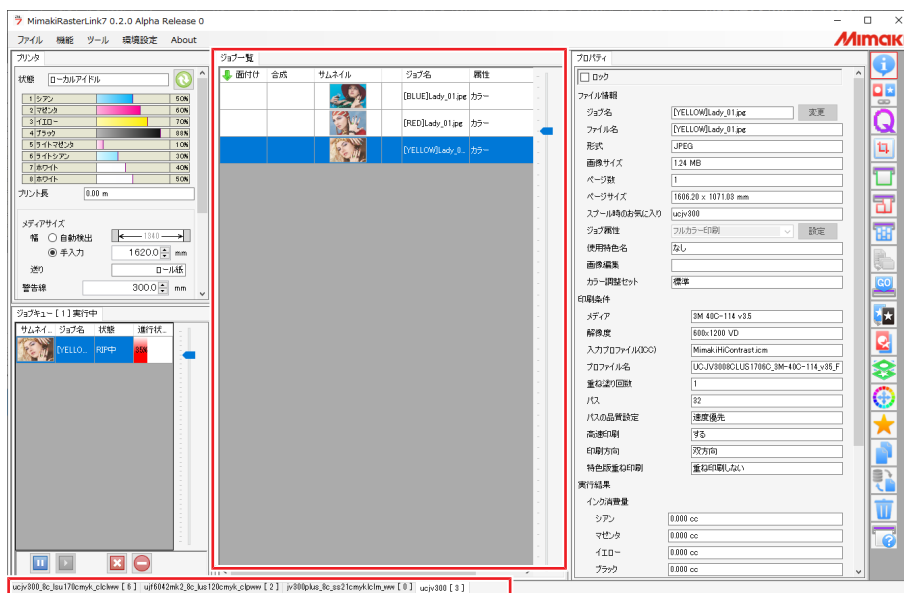 MimakiRasterLink7 0.2.0 Alpha Release 0
ファイル 機能 ツール 環境設定 About
Mimaki
プリンタ
状態 ローカルアイドル
1 シアン 50%
2 マゼンタ 60%
3 イエロー 70%
4 ブラック 88%
5 ライトマゼンタ 10%
6 ライトシアン 30%
7 ホワイト 40%
8 ホワイト 50%
プリント長 0.00 m
メディアサイズ
幅 自動検出 1340
手入力 1620.0 mm
送り ロール紙
警告線 300.0 mm
ジョブキュー [ 1 ] 実行中
サムネイ... ジョブ名 状態 進行状...
[YELLO... RIP中 35%
ジョブ一覧
面付け 合成 サムネイル ジョブ名 属性
[BLUE]Lady_01.jpg カラー
[RED]Lady_01.jpg カラー
[YELLOW]Lady_0... カラー
プロパティ
ロック
ファイル情報
ジョブ名 [YELLOW]Lady_01.jpg 変更
ファイル名 [YELLOW]Lady_01.jpg
形式 JPEG
画像サイズ 1.24 MB
ページ数 1
ページサイズ 1606.20 x 1071.03 mm
スプール時のお気に入り ucjv300
ジョブ属性 フルカラー印刷 設定
使用特色名 なし
画像編集
カラー調整セット 標準
印刷条件
メディア 3M 40C-114 v3.5
解像度 600x1200 VD
入力プロファイル(ICC) MimakiHiContrast.icm
プロファイル名 UCJV3008CLUS1706C_3M-40C-114_v35_F
重ね塗り回数 1
パス 32
パスの品質設定 速度優先
高速印刷 する
印刷方向 双方向
特色版重ね印刷 重ね印刷しない
実行結果
インク消費量
シアン 0.000 cc
マゼンタ 0.000 cc
イエロー 0.000 cc
ブラック 0.000 cc
GO
ucjv300_8c_lsu170cmyk_clclww [ 6 ] ujf6042mk2_8c_lus120cmyk_clpww [ 2 ] jv300plus_8c_ss21cmyklclm_ww [ 0 ] ucjv300 [ 3 ]